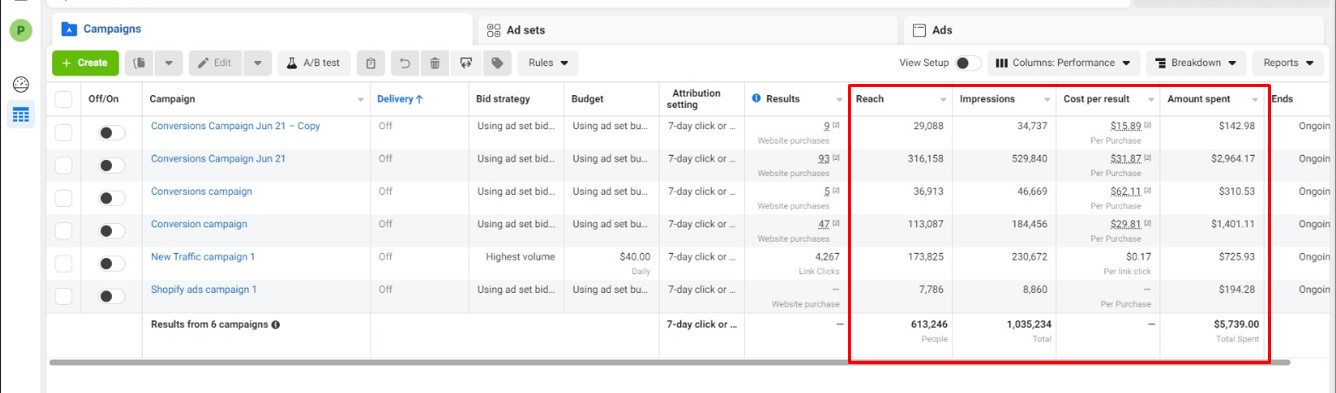 P
Campaigns
Ad sets
Ads
+ Create
Edit
A/B test
Rules
View Setup
Columns: Performance
Breakdown
Reports
Off/On Campaign Delivery ↑ Bid strategy Budget Attribution setting Results Reach Impressions Cost per result Amount spent Ends
Conversions Campaign Jun 21 – Copy Off Using ad set bid... Using ad set bu... 7-day click or ... 9 [2] 29,088 34,737 $15.89 [2] $142.98 Ongoin
Website purchases Per Purchase
Conversions Campaign Jun 21 Off Using ad set bid... Using ad set bu... 7-day click or ... 93 [2] 316,158 529,840 $31.87 [2] $2,964.17 Ongoin
Website purchases Per Purchase
Conversions campaign Off Using ad set bid... Using ad set bu... 7-day click or ... 5 [2] 36,913 46,669 $62.11 [2] $310.53 Ongoin
Website purchases Per Purchase
Conversion campaign Off Using ad set bid... Using ad set bu... 7-day click or ... 47 [2] 113,087 184,456 $29.81 [2] $1,401.11 Ongoin
Website purchases Per Purchase
New Traffic campaign 1 Off Highest volume $40.00 7-day click or ... 4,267 173,825 230,672 $0.17 $725.93 Ongoin
Daily Link Clicks Per link click
Shopify ads campaign 1 Off Using ad set bid... Using ad set bu... 7-day click or ... — 7,786 8,860 — $194.28 Ongoin
Website purchase Per Purchase
Results from 6 campaigns 7-day click or ... — 613,246 1,035,234 — $5,739.00
People Total Total Spent